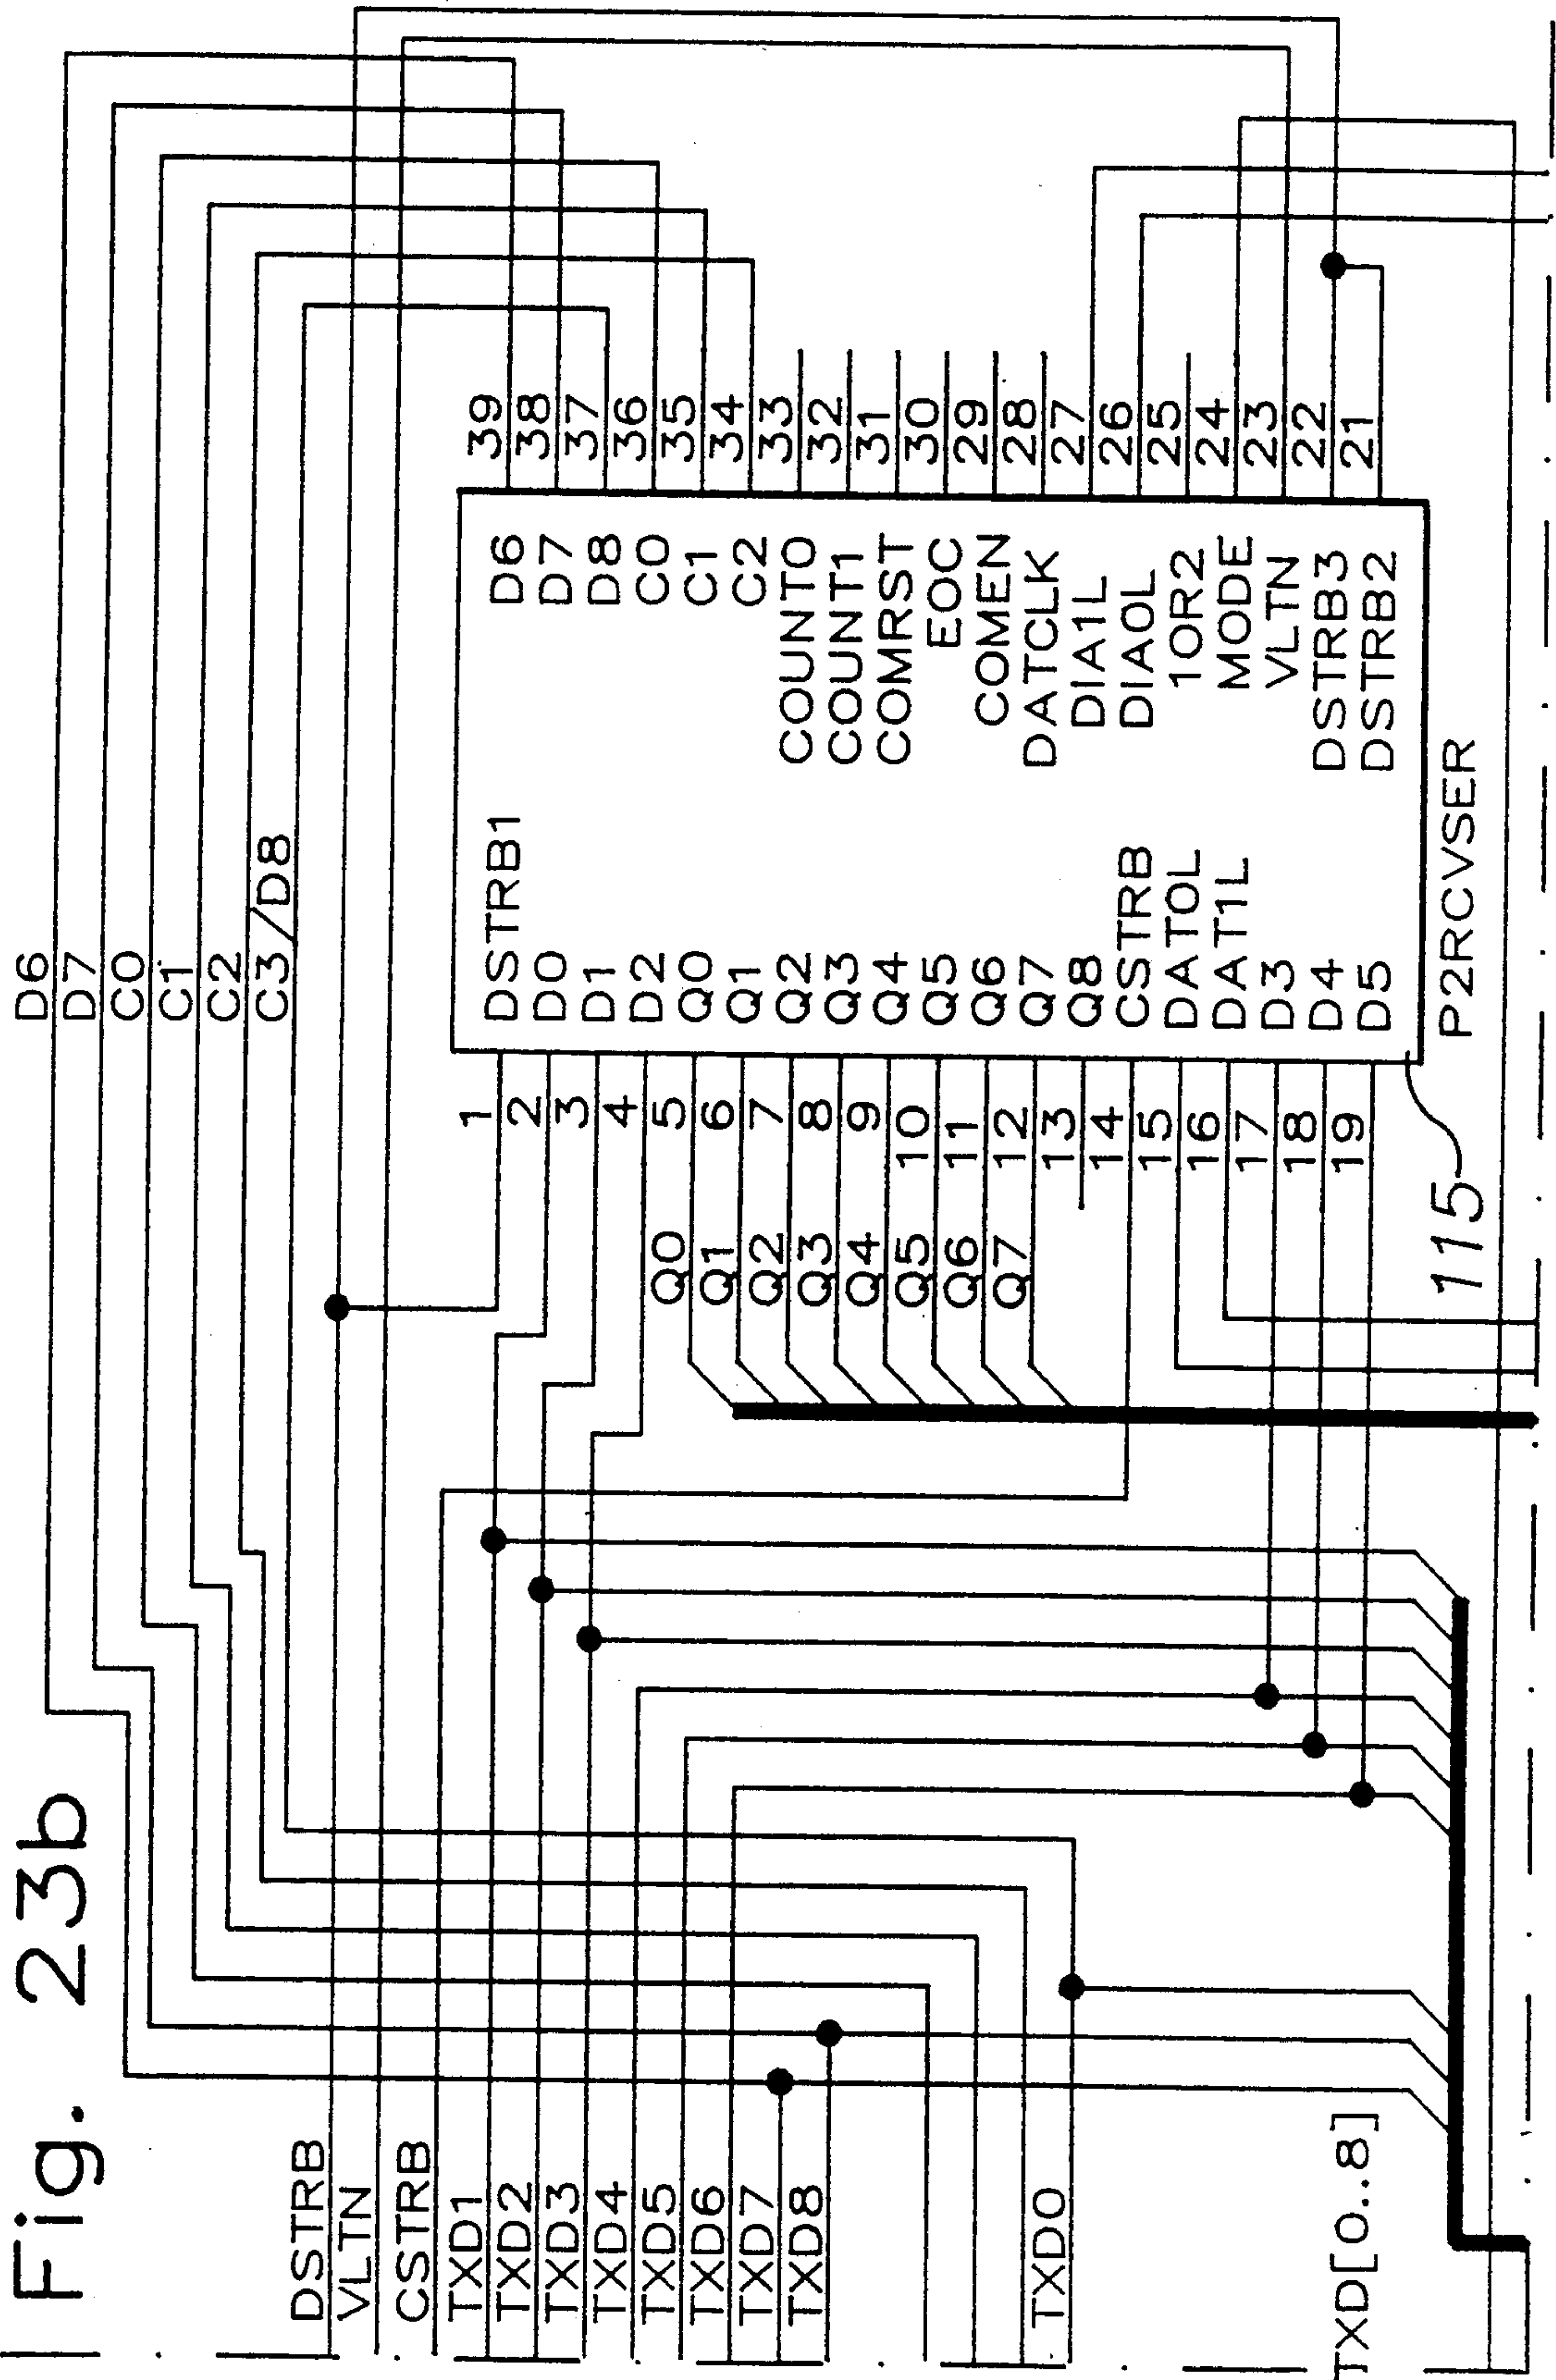 Fig. 23b
D6
D7
C0
C1
C2
C3/D8
DSTRB
VLTN
CSTRB
TXD1
TXD2
TXD3
TXD4
TXD5
TXD6
TXD7
TXD8
TXD0
TXD[0..8]
Q0
Q1
Q2
Q3
Q4
Q5
Q6
Q7
1
2
3
4
5
6
7
8
9
10
11
12
13
14
15
16
17
18
19
DSTRB1
D0
D1
D2
Q0
Q1
Q2
Q3
Q4
Q5
Q6
Q7
Q8
CSTRB
DAT0L
DAT1L
D3
D4
D5
D6
D7
D8
C0
C1
C2
COUNT0
COUNT1
COMRST
EOC
COMEN
DATCLK
DIA1L
DIA0L
1OR2
MODE
VLTN
DSTRB3
DSTRB2
39
38
37
36
35
34
33
32
31
30
29
28
27
26
25
24
23
22
21
P2RCVSER
115